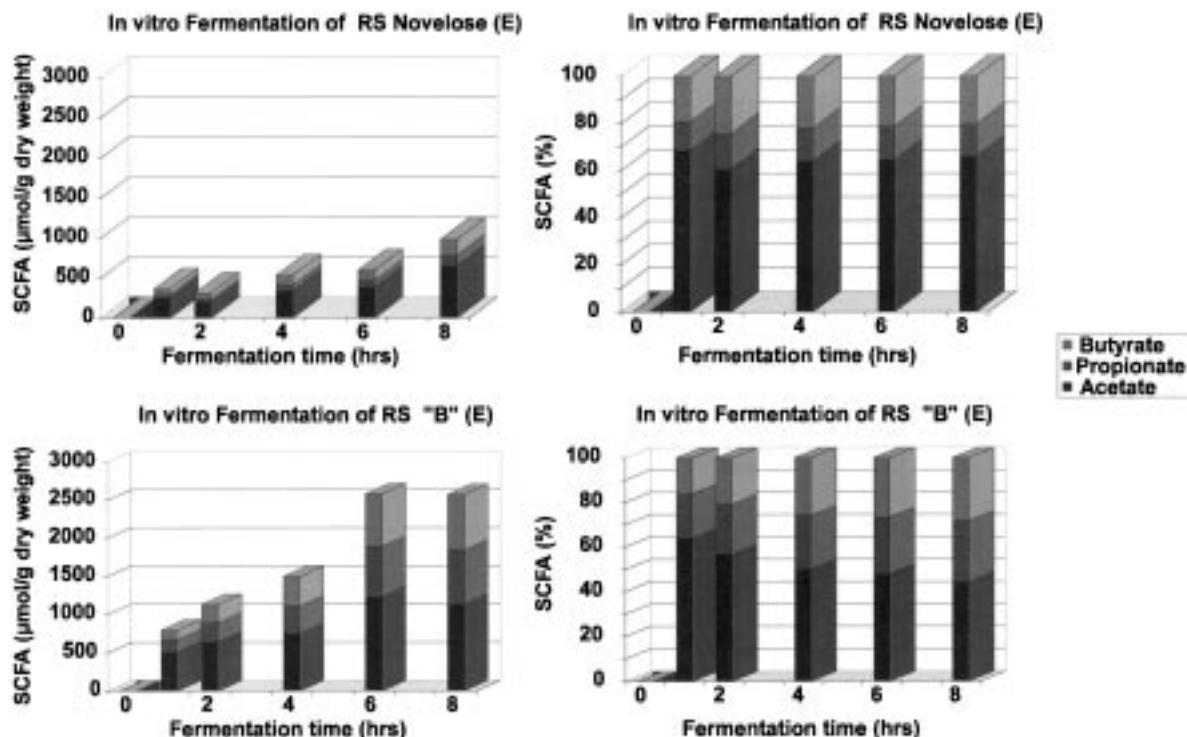 In vitro Fermentation of RS Novelose (E)
SCFA (µmol/g dry weight)
3000
2500
2000
1500
1000
500
0
0 2 4 6 8
Fermentation time (hrs)
In vitro Fermentation of RS Novelose (E)
SCFA (%)
100
80
60
40
20
0
0 2 4 6 8
Fermentation time (hrs)
Butyrate
Propionate
Acetate
In vitro Fermentation of RS "B" (E)
SCFA (µmol/g dry weight)
3000
2500
2000
1500
1000
500
0
0 2 4 6 8
Fermentation time (hrs)
In vitro Fermentation of RS "B" (E)
SCFA (%)
100
80
60
40
20
0
0 2 4 6 8
Fermentation time (hrs)